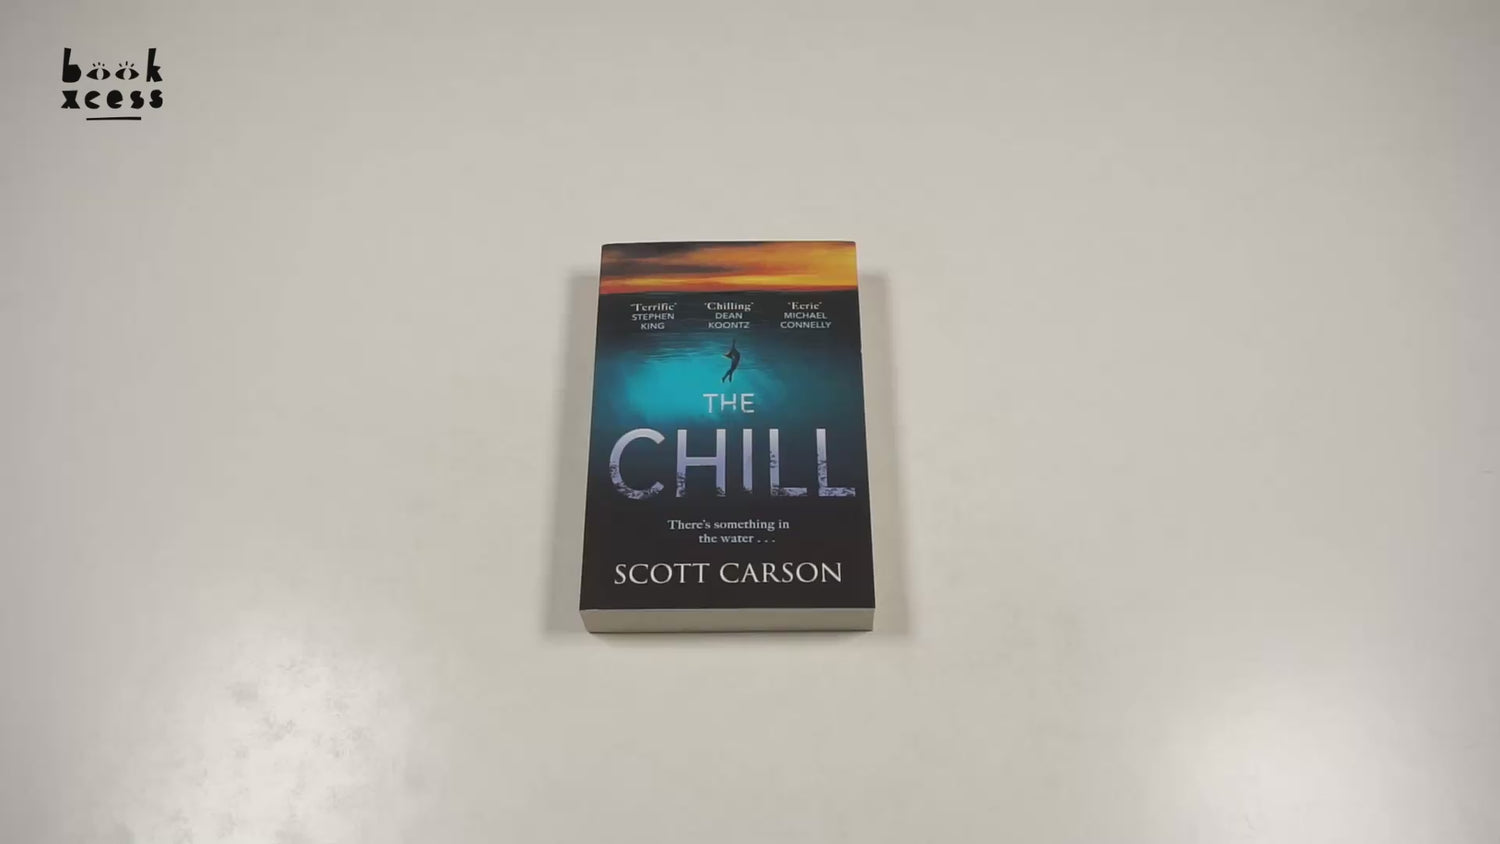 book
xcess
'Terrific'
STEPHEN
KING
'Chilling'
DEAN
KOONTZ
'Eerie'
MICHAEL
CONNELLY
THE
CHILL
There's something in
the water . . .
SCOTT CARSON